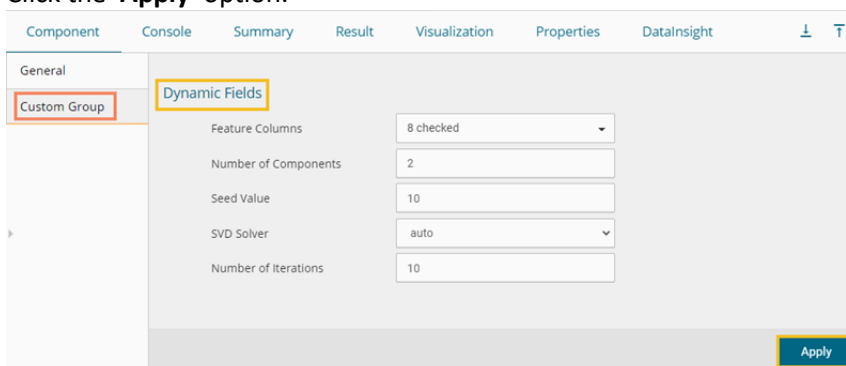 Click the 'Apply' option.
Component Console Summary Result Visualization Properties DataInsight
General
Custom Group
Dynamic Fields
Feature Columns 8 checked
Number of Components 2
Seed Value 10
SVD Solver auto
Number of Iterations 10
Apply